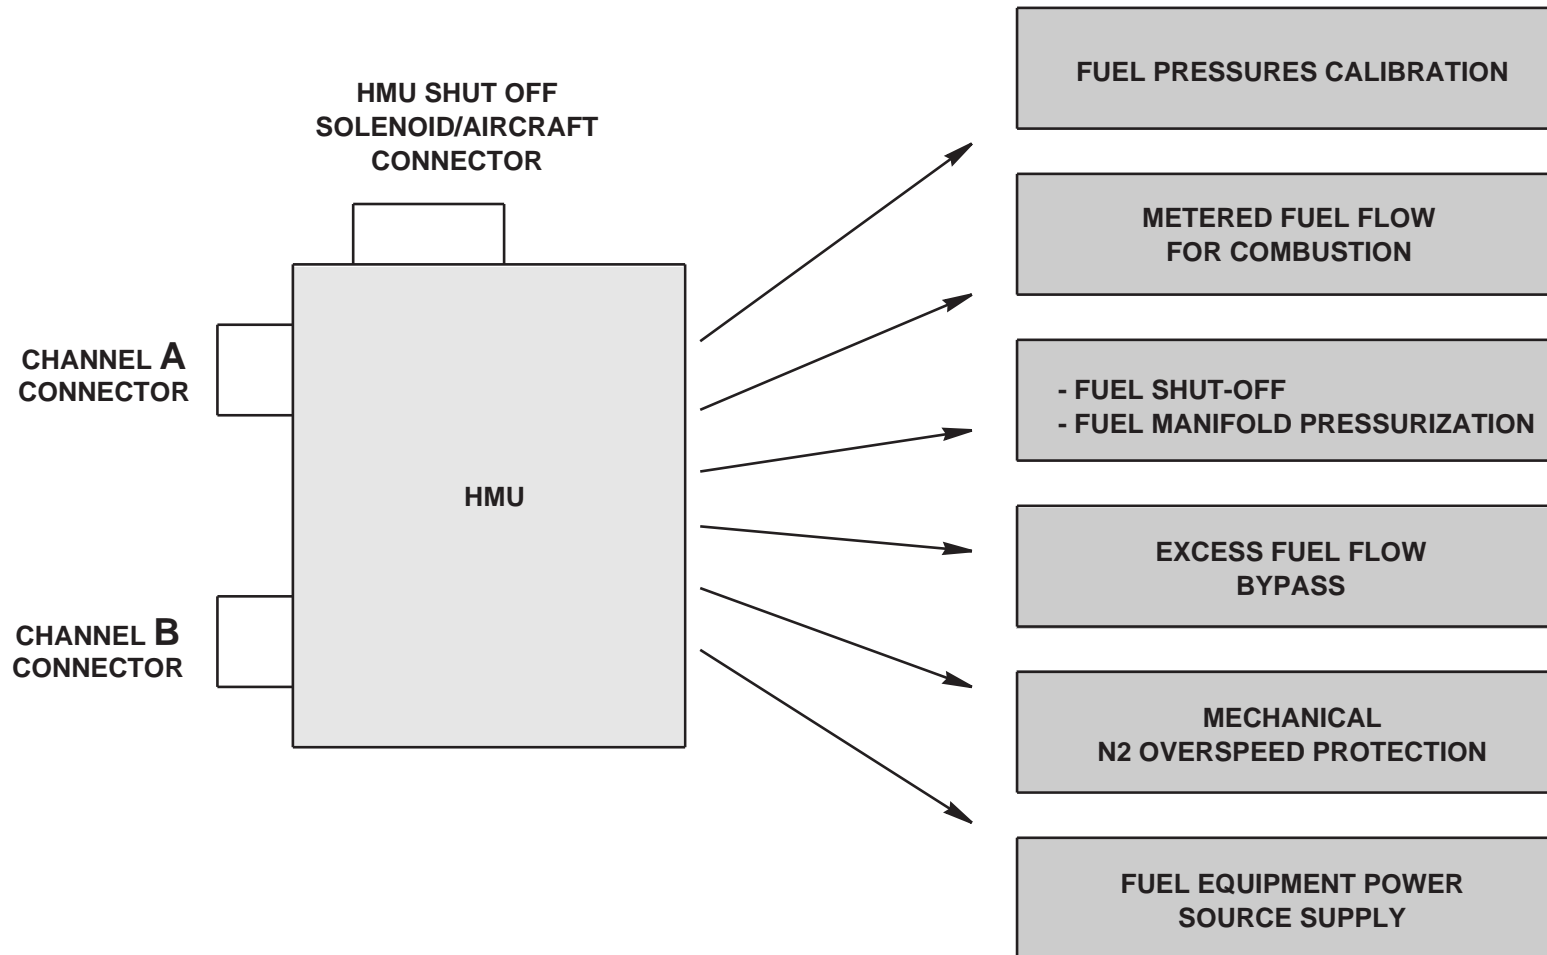 HMU SHUT OFF
SOLENOID/AIRCRAFT
CONNECTOR
CHANNEL A
CONNECTOR
HMU
CHANNEL B
CONNECTOR
FUEL PRESSURES CALIBRATION
METERED FUEL FLOW
FOR COMBUSTION
- FUEL SHUT-OFF
- FUEL MANIFOLD PRESSURIZATION
EXCESS FUEL FLOW
BYPASS
MECHANICAL
N2 OVERSPEED PROTECTION
FUEL EQUIPMENT POWER
SOURCE SUPPLY